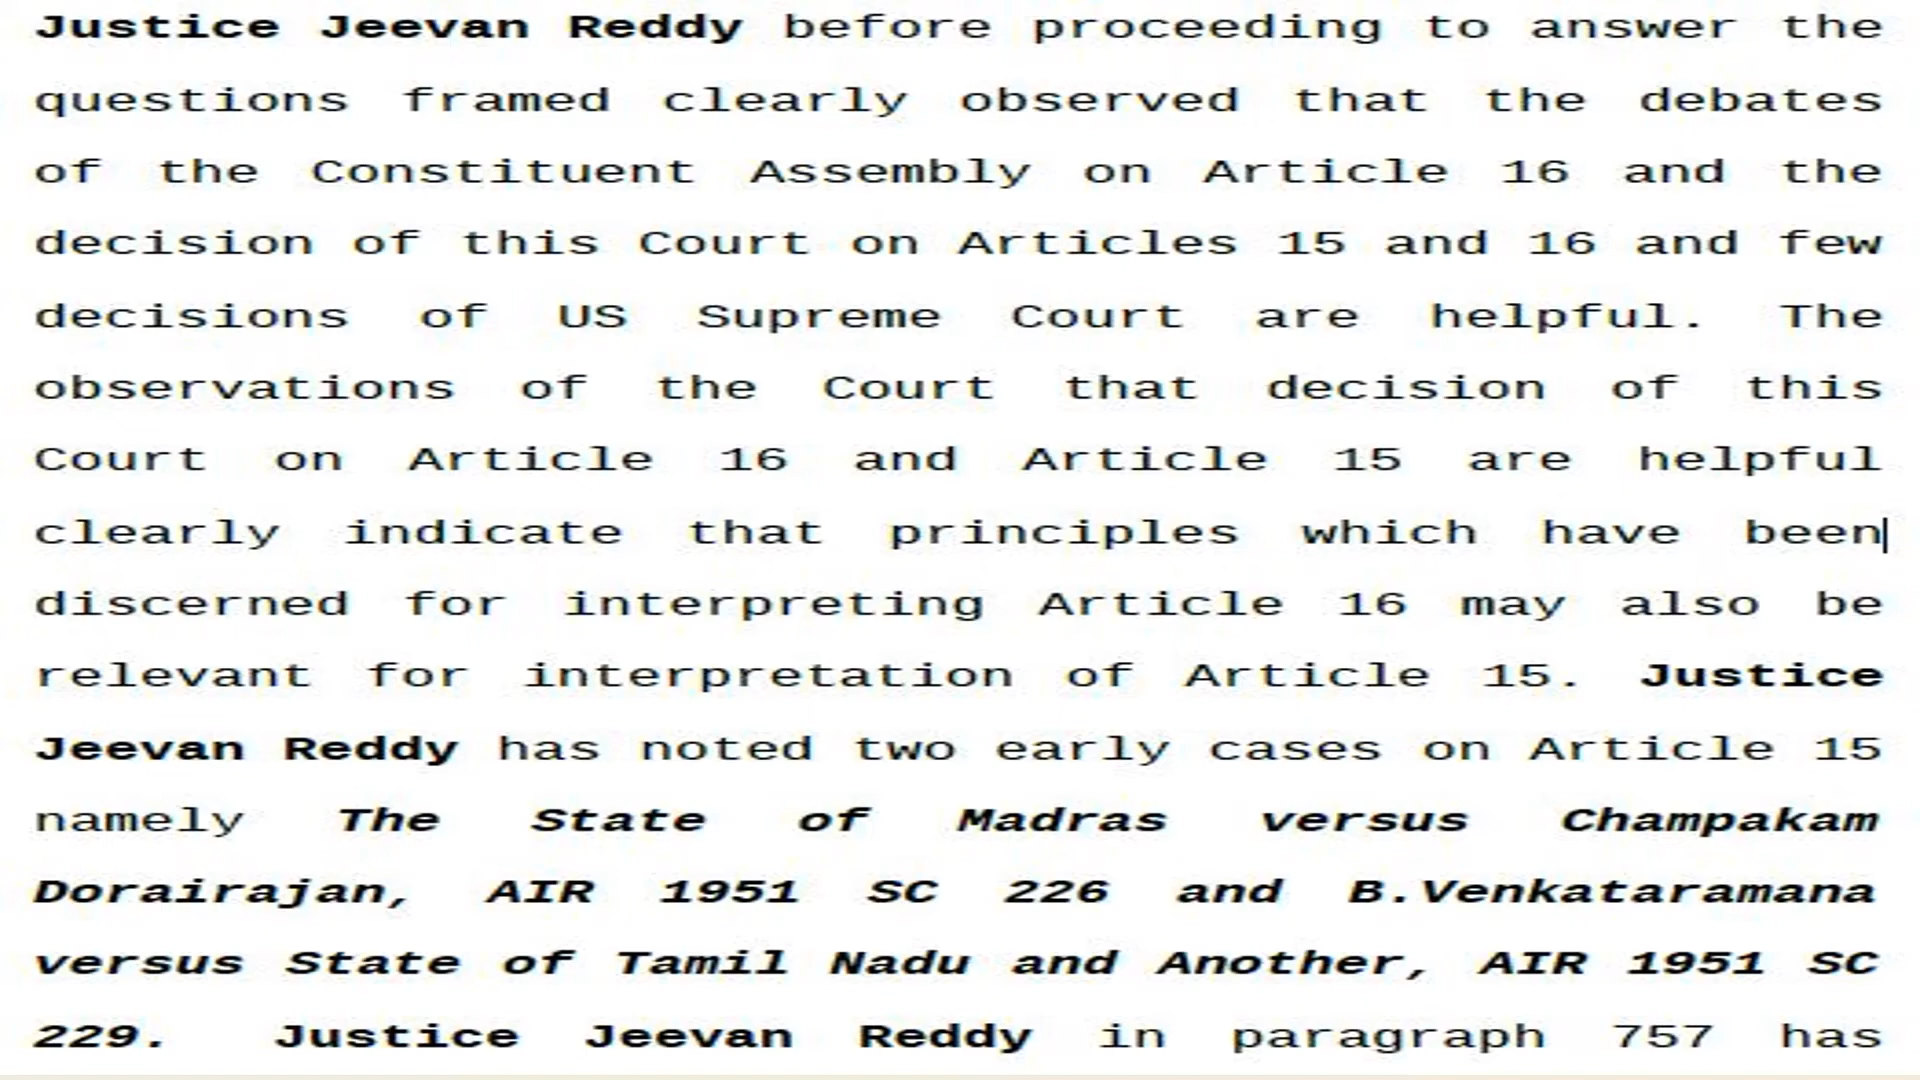 Justice Jeevan Reddy before proceeding to answer the
questions framed clearly observed that the debates
of the Constituent Assembly on Article 16 and the
decision of this Court on Articles 15 and 16 and few
decisions of US Supreme Court are helpful. The
observations of the Court that decision of this
Court on Article 16 and Article 15 are helpful
clearly indicate that principles which have been
discerned for interpreting Article 16 may also be
relevant for interpretation of Article 15. Justice
Jeevan Reddy has noted two early cases on Article 15
namely The State of Madras versus Champakam
Dorairajan, AIR 1951 SC 226 and B.Venkataramana
versus State of Tamil Nadu and Another, AIR 1951 SC
229. Justice Jeevan Reddy in paragraph 757 has